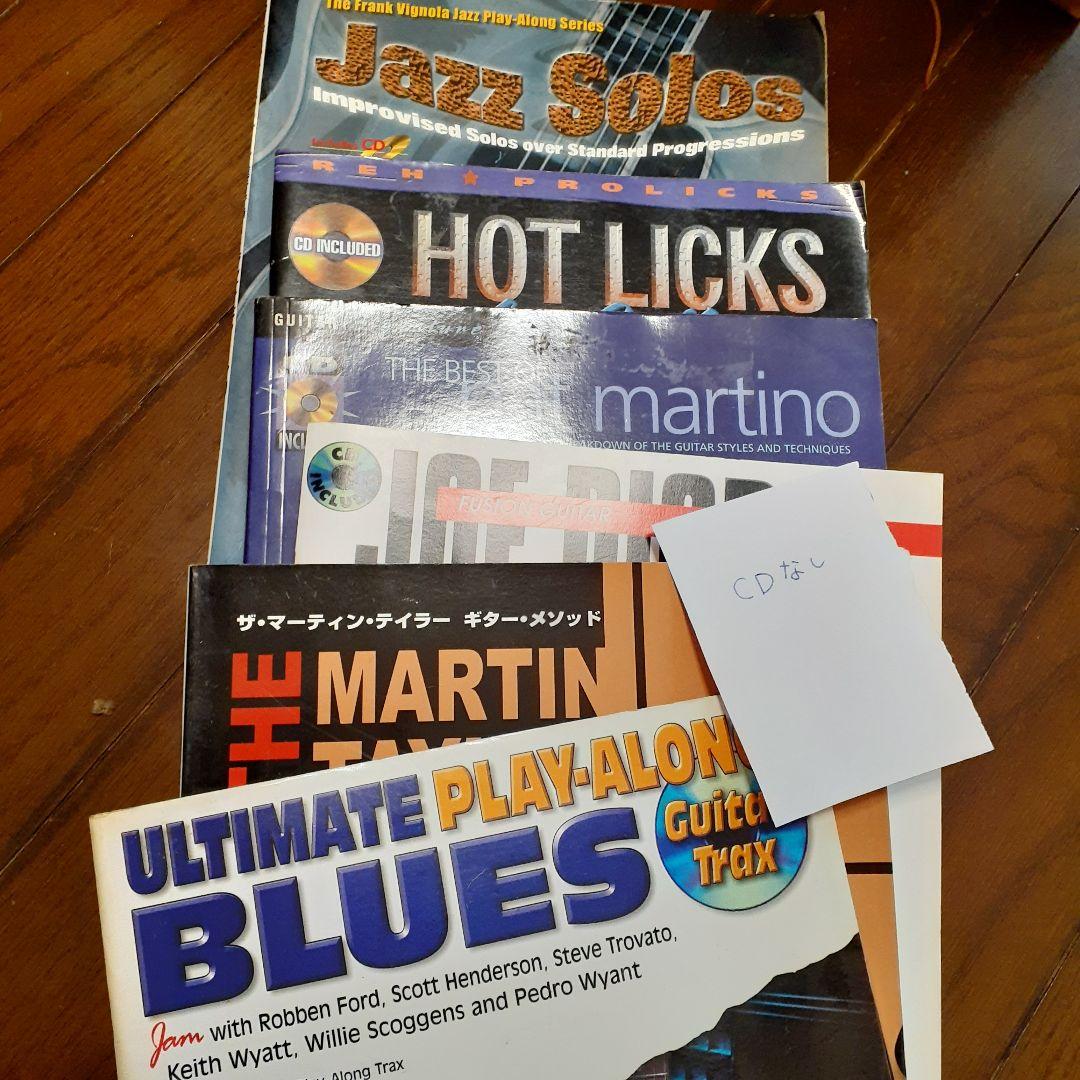 The Frank Vignola Jazz Play-Along Series
Jazz Solos
Improvised Solos over Standard Progressions
Includes CD
REH ★ PROLICKS
CD INCLUDED
HOT LICKS
GUITAR
CD
THE BEST OF
martino
OF THE GUITAR STYLES AND TECHNIQUES
CD
JOE
FUSION GUITAR
CDなし
ザ・マーティン・テイラー ギター・メソッド
THE
MARTIN
ULTIMATE PLAY-ALONG
BLUES
Guitar
Trax
Jam with Robben Ford, Scott Henderson, Steve Trovato,
Keith Wyatt, Willie Scoggens and Pedro Wyant
Along Trax